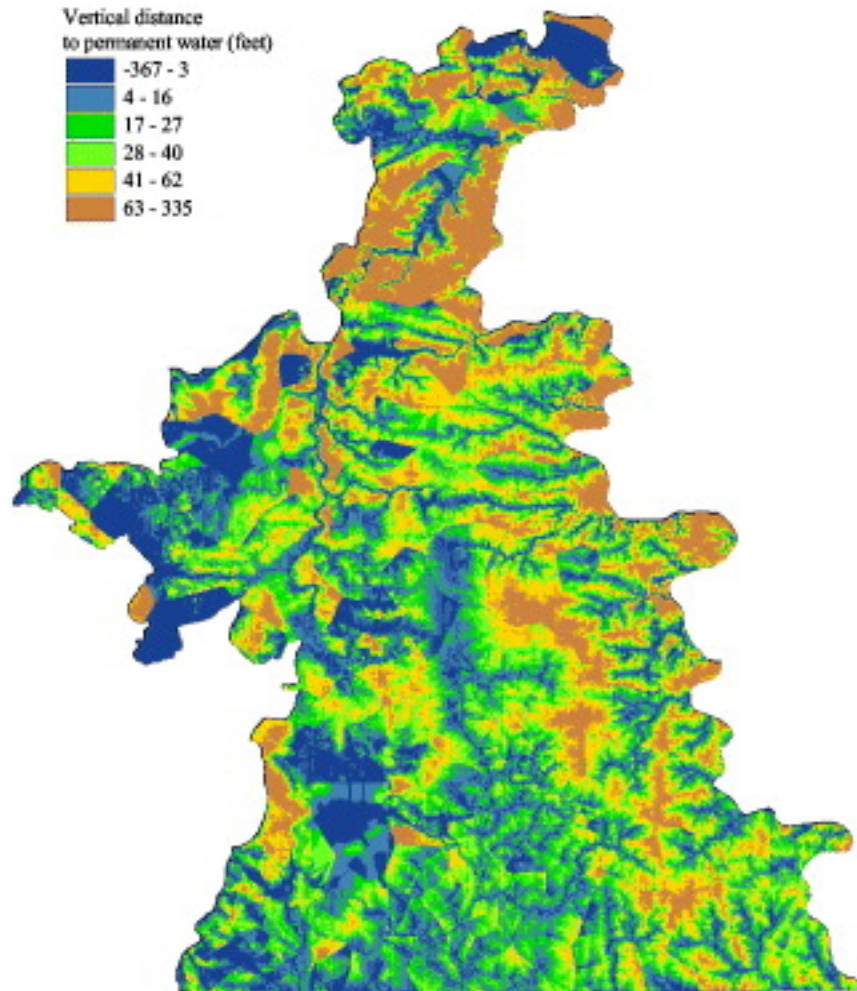 Vertical distance
to permanent water (feet)
-367 - 3
4 - 16
17 - 27
28 - 40
41 - 62
63 - 335